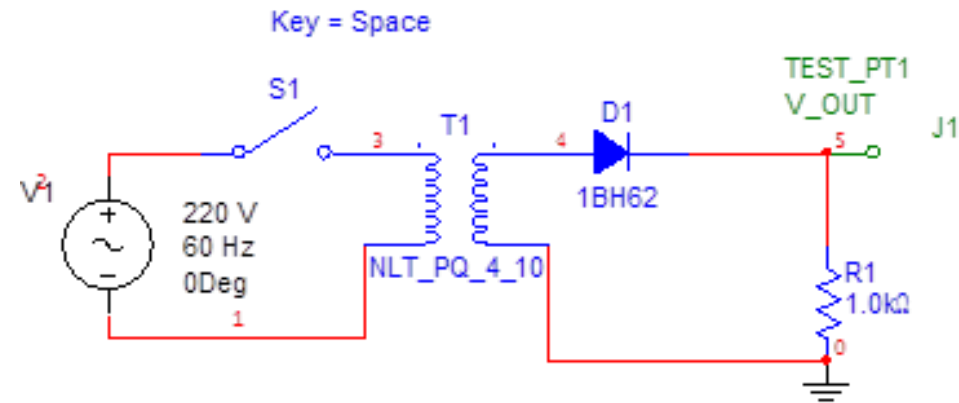 Key = Space
S1
TEST_PT1
V_OUT
J1
D1
T1
3
4
5
1BH62
2
V1
220 V
60 Hz
0Deg
NLT_PQ_4_10
R1
1.0kΩ
1
0